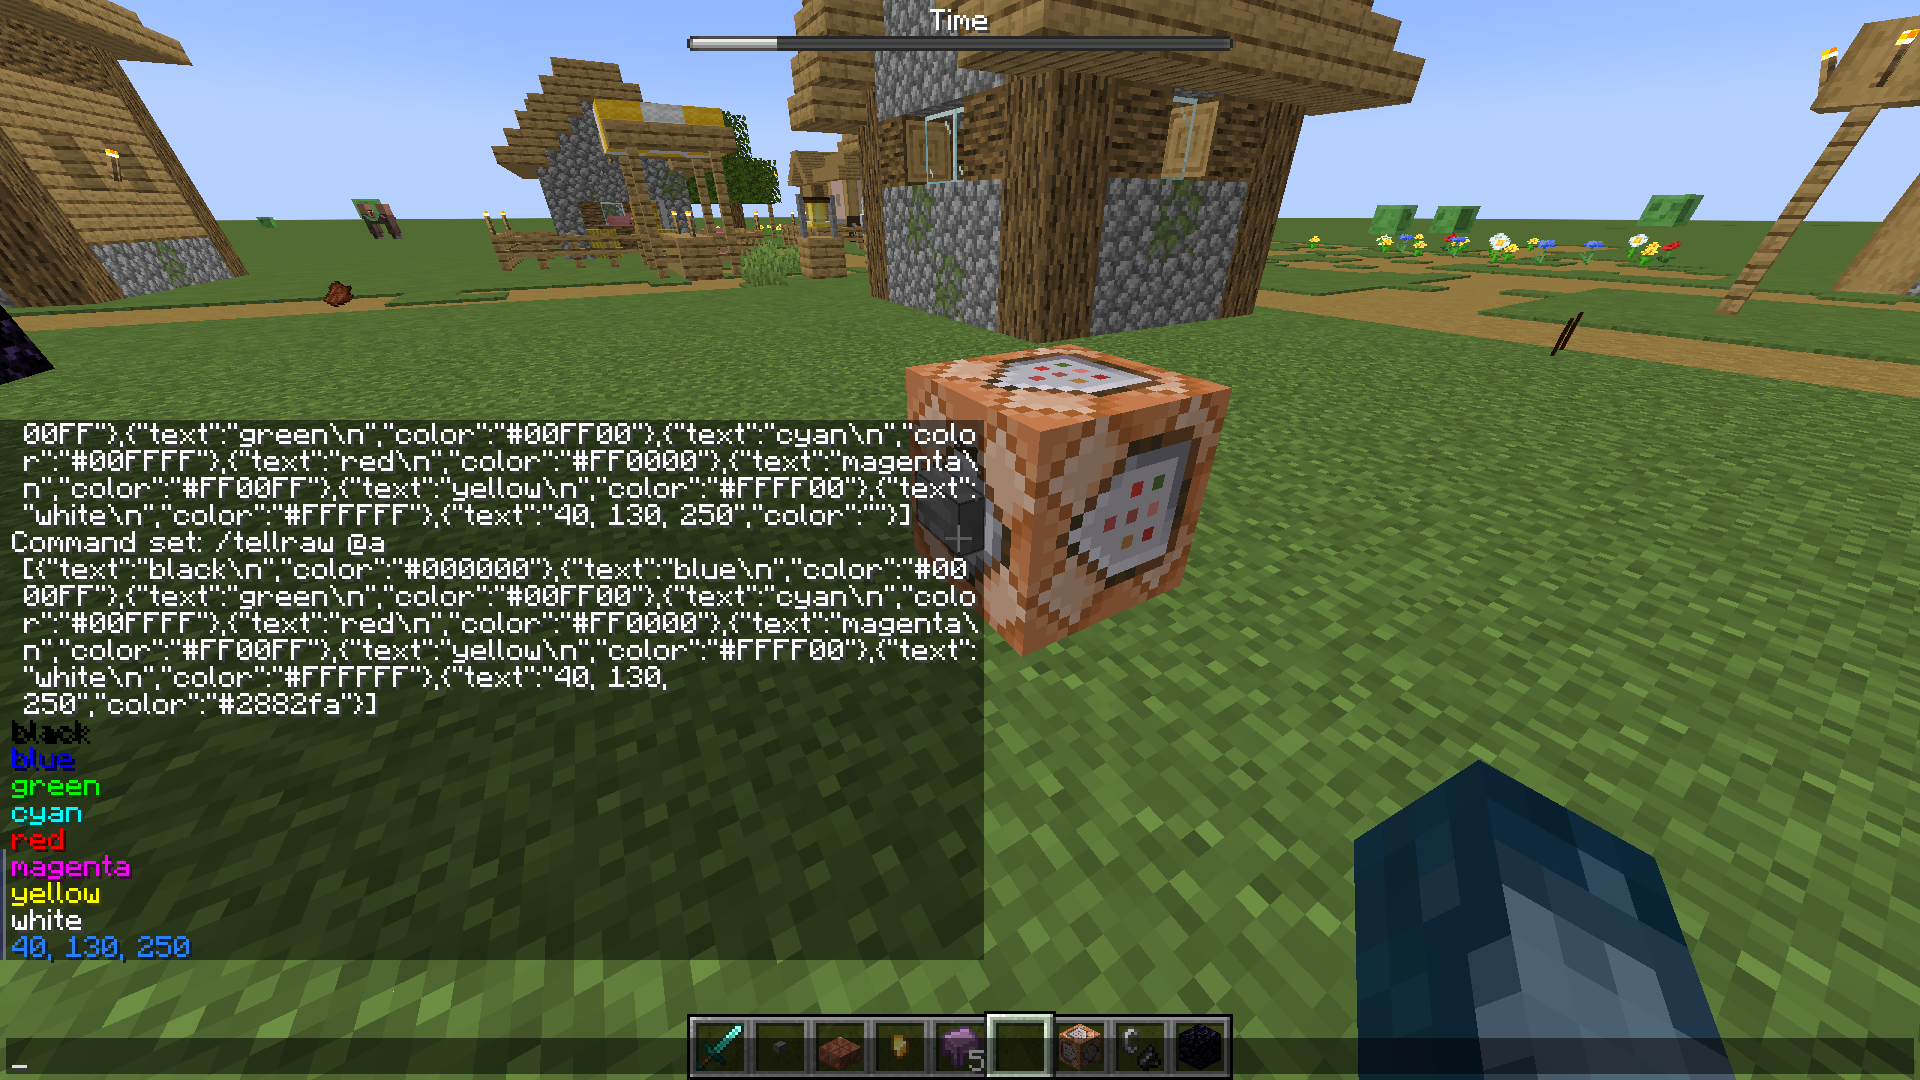 Time
00FF"},{"text":"green\n","color":"#00FF00"},{"text":"cyan\n","colo
r":"#00FFFF"},{"text":"red\n","color":"#FF0000"},{"text":"magenta\
n","color":"#FF00FF"},{"text":"yellow\n","color":"#FFFF00"},{"text":
"white\n","color":"#FFFFFF"},{"text":"40, 130, 250","color":""}]
Command set: /tellraw @a
[{"text":"black\n","color":"#000000"},{"text":"blue\n","color":"#00
00FF"},{"text":"green\n","color":"#00FF00"},{"text":"cyan\n","colo
r":"#00FFFF"},{"text":"red\n","color":"#FF0000"},{"text":"magenta\
n","color":"#FF00FF"},{"text":"yellow\n","color":"#FFFF00"},{"text":
"white\n","color":"#FFFFFF"},{"text":"40, 130,
250","color":"#2882fa"}]
black
blue
green
cyan
red
magenta
yellow
white
40, 130, 250
5
_